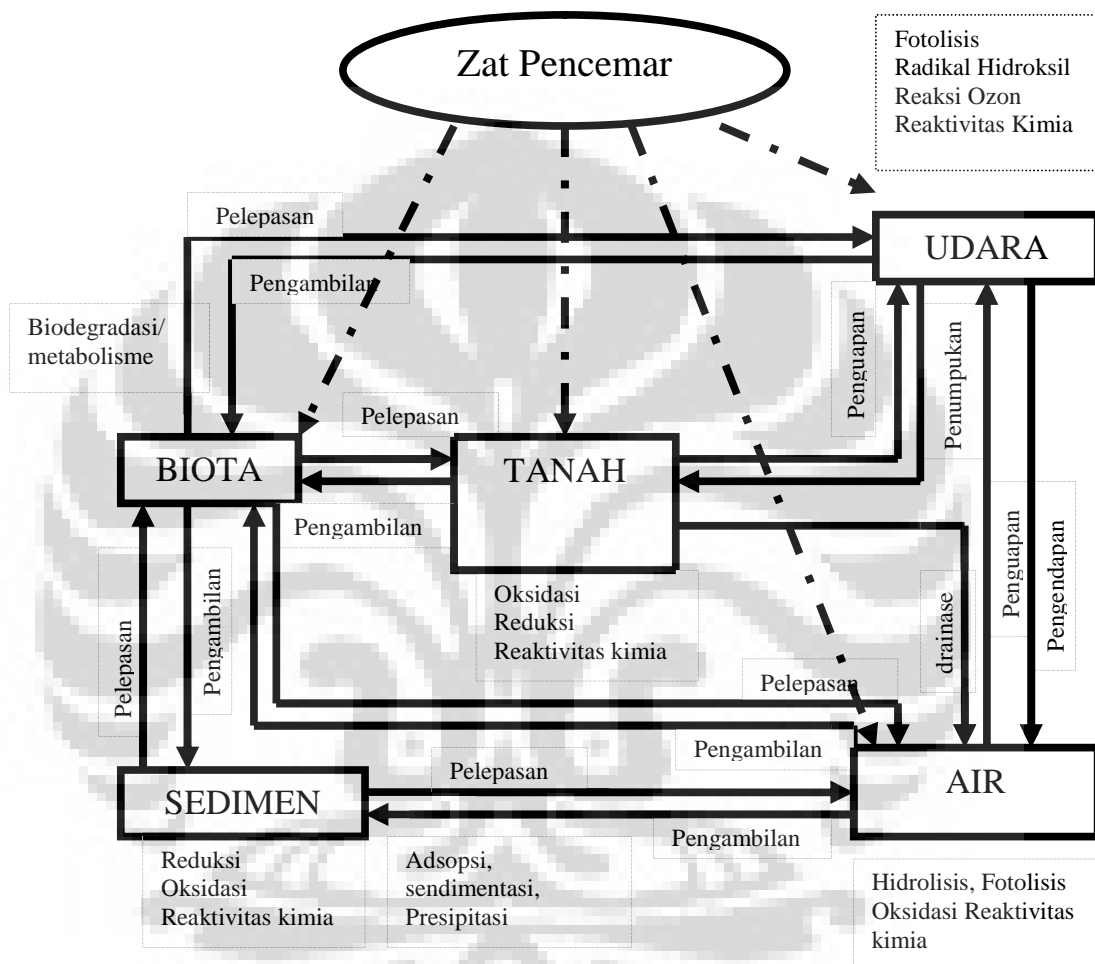 Zat Pencemar
Fotolisis
Radikal Hidroksil
Reaksi Ozon
Reaktivitas Kimia
Pelepasan
UDARA
Pengambilan
Biodegradasi/
metabolisme
Penguapan
Penumpukan
Pelepasan
BIOTA
TANAH
Pengambilan
Oksidasi
Reduksi
Reaktivitas kimia
Pelepasan
Pengambilan
drainase
Penguapan
Pengendapan
Pelepasan
Pengambilan
Pelepasan
SEDIMEN
AIR
Pengambilan
Reduksi
Oksidasi
Reaktivitas kimia
Adsopsi,
sendimentasi,
Presipitasi
Hidrolisis, Fotolisis
Oksidasi Reaktivitas
kimia